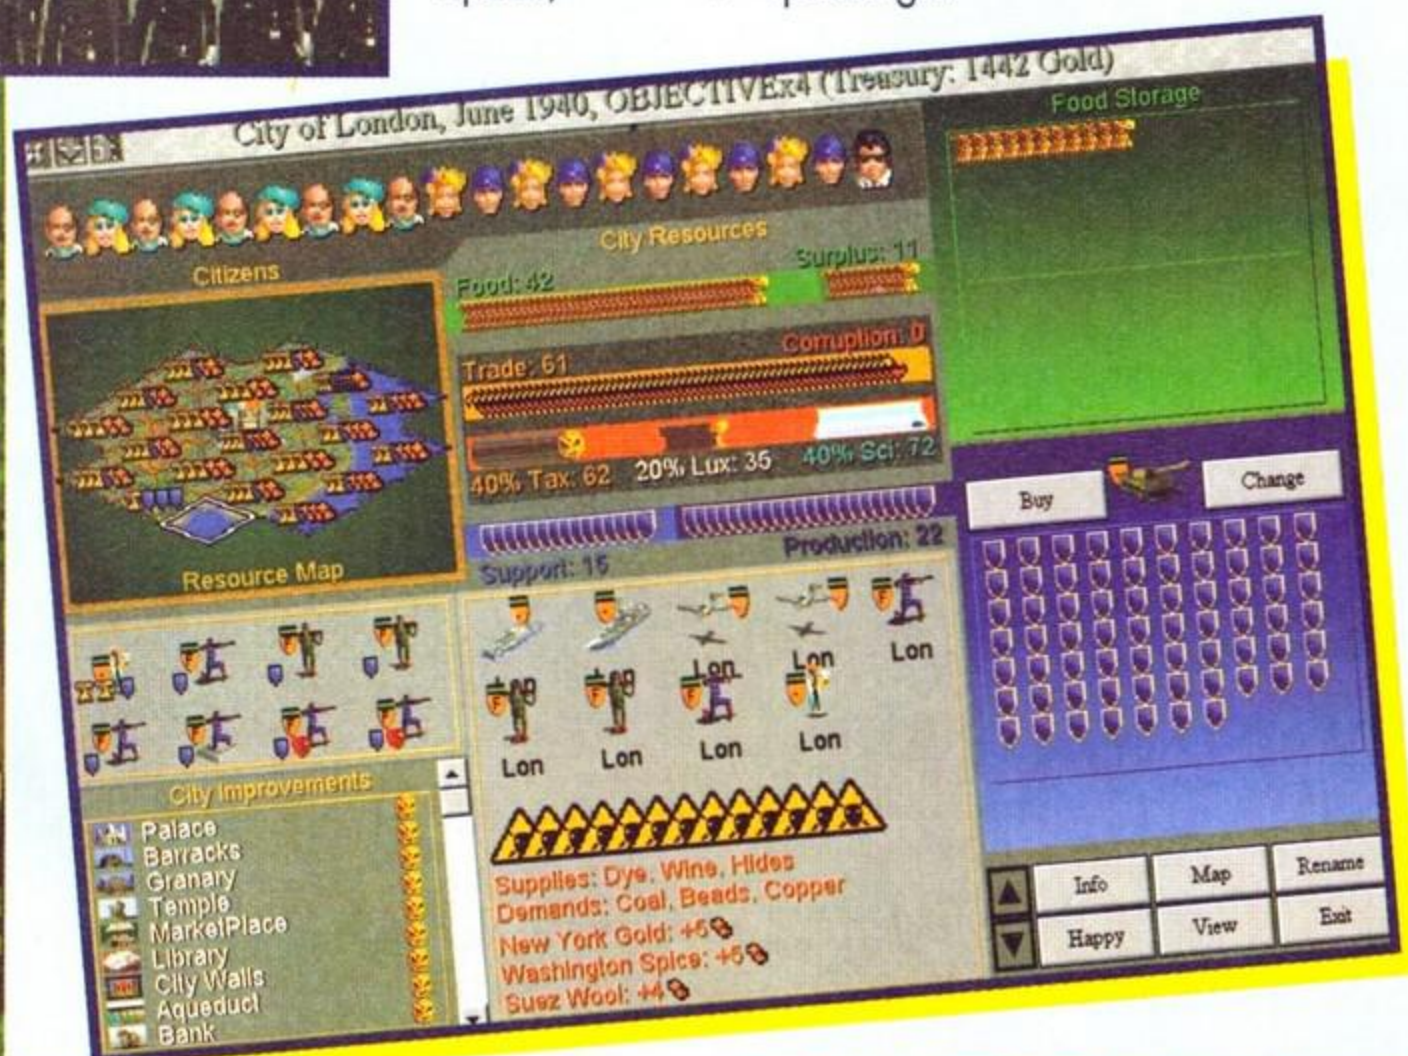 City of London, June 1940, OBJECTIVEx4 (Treasury: 1442 Gold)
Food Storage
Citizens
City Resources
Food: 42 Surplus: 11
Trade: 61 Corruption: 0
40% Tax: 62 20% Lux: 35 40% Sci: 72
Support: 15 Production: 22
Resource Map
Buy Change
Lon Lon Lon
Lon Lon Lon Lon
City Improvements
Palace
Barracks
Granary
Temple
MarketPlace
Library
City Walls
Aqueduct
Bank
Supplies: Dye, Wine, Hides
Demands: Coal, Beads, Copper
New York Gold: +5
Washington Spice: +5
Suez Wool: +4
Info Map Rename
Happy View Exit